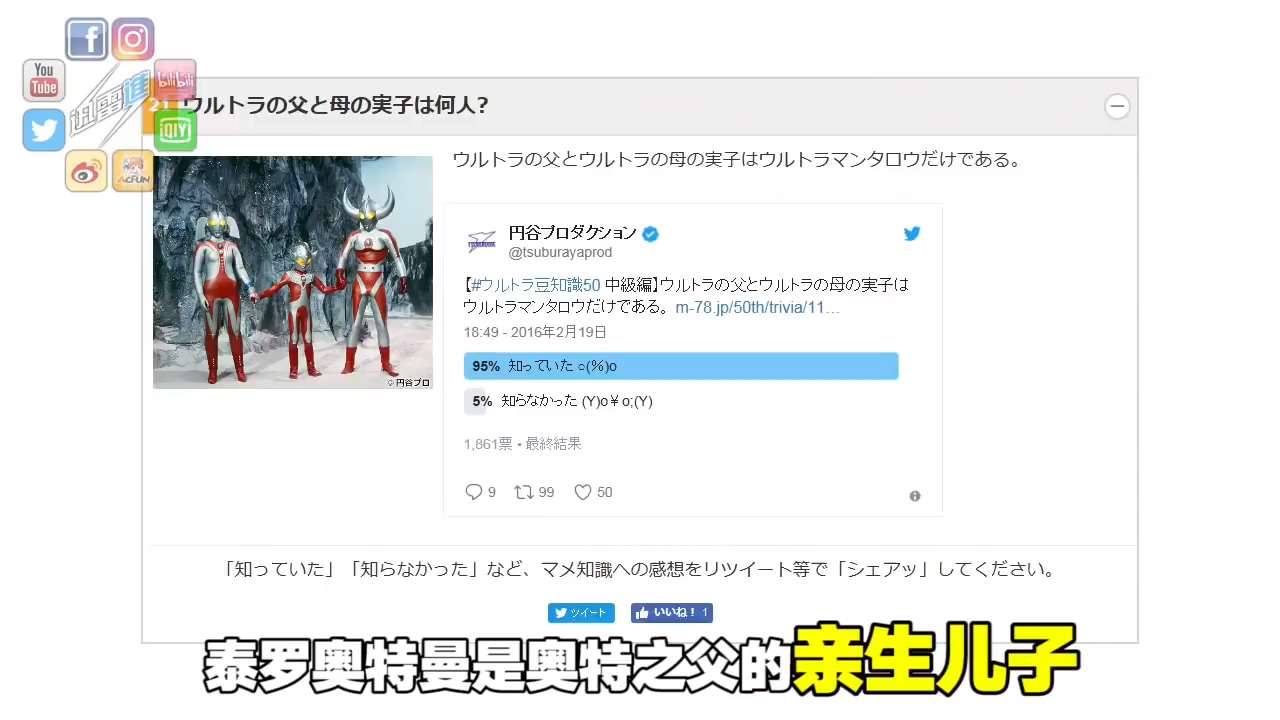 You
Tube
bilibili
迅雷進
iQIYI
ACFUN
21
ウルトラの父と母の実子は何人?
ウルトラの父とウルトラの母の実子はウルトラマンタロウだけである。
円谷プロダクション
@tsuburayaprod
【#ウルトラ豆知識50 中級編】ウルトラの父とウルトラの母の実子は
ウルトラマンタロウだけである。 m-78.jp/50th/trivia/11…
18:49 - 2016年2月19日
95% 知っていた ○(%)o
5% 知らなかった (Y)o¥o;(Y)
1,861票 • 最終結果
9 99 50
©円谷プロ
「知っていた」「知らなかった」など、マメ知識への感想をリツイート等で「シェアッ」してください。
ツイート いいね! 1
泰罗奥特曼是奥特之父的亲生儿子